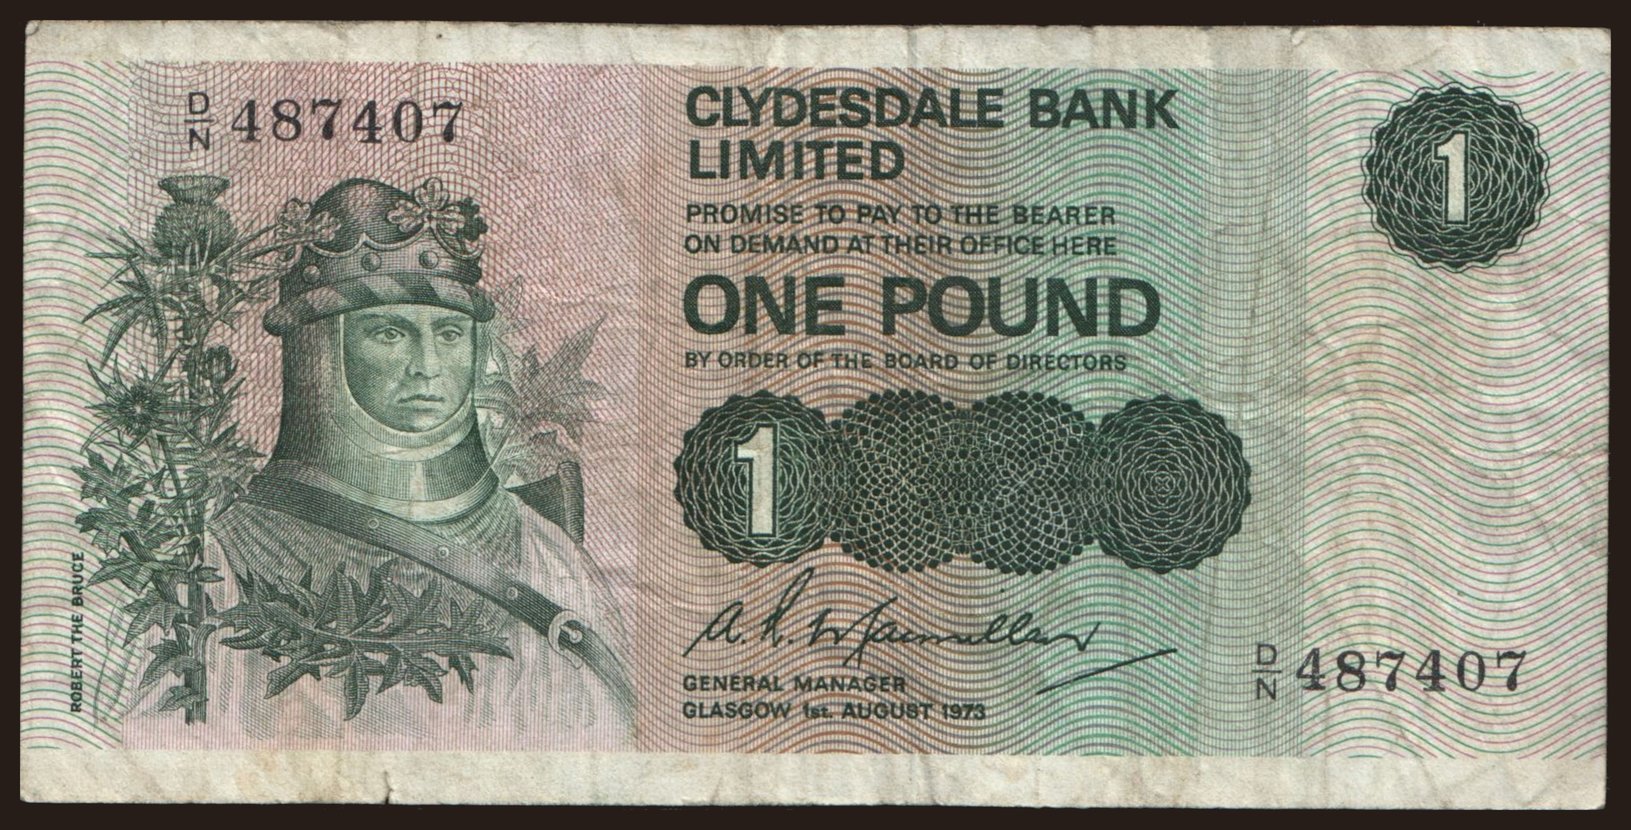 D/N 487407
CLYDESDALE BANK
LIMITED
PROMISE TO PAY TO THE BEARER
ON DEMAND AT THEIR OFFICE HERE
ONE POUND
BY ORDER OF THE BOARD OF DIRECTORS
1
1
ROBERT THE BRUCE
A. R. Macmillan
GENERAL MANAGER
GLASGOW 1st. AUGUST 1973
D/N 487407